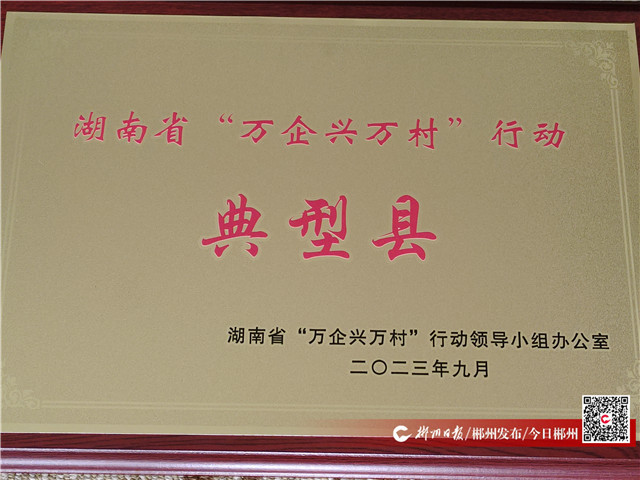 湖南省“万企兴万村”行动
典型县
湖南省“万企兴万村”行动领导小组办公室
二〇二三年九月
郴州日报/郴州发布/今日郴州